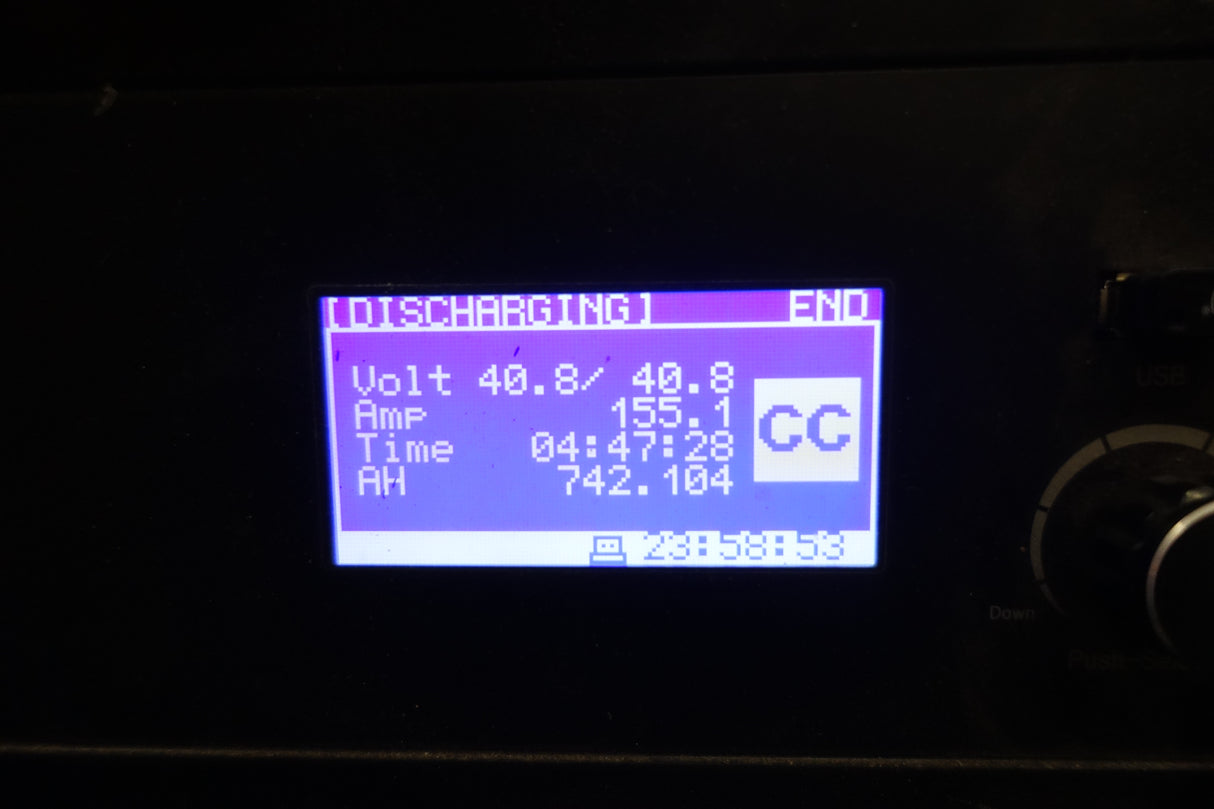 [DISCHARGING] END
Volt 40.8/ 40.8
Amp 155.1
CC
Time 04:47:28
AH 742.104
23:58:53
USB
Down